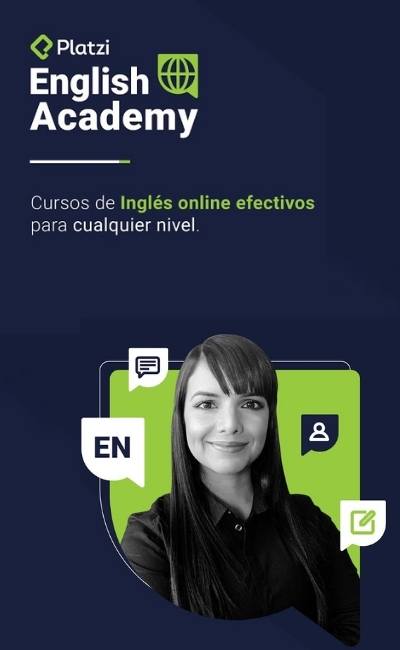 Platzi
English
Academy
Cursos de Inglés online efectivos
para cualquier nivel.
EN